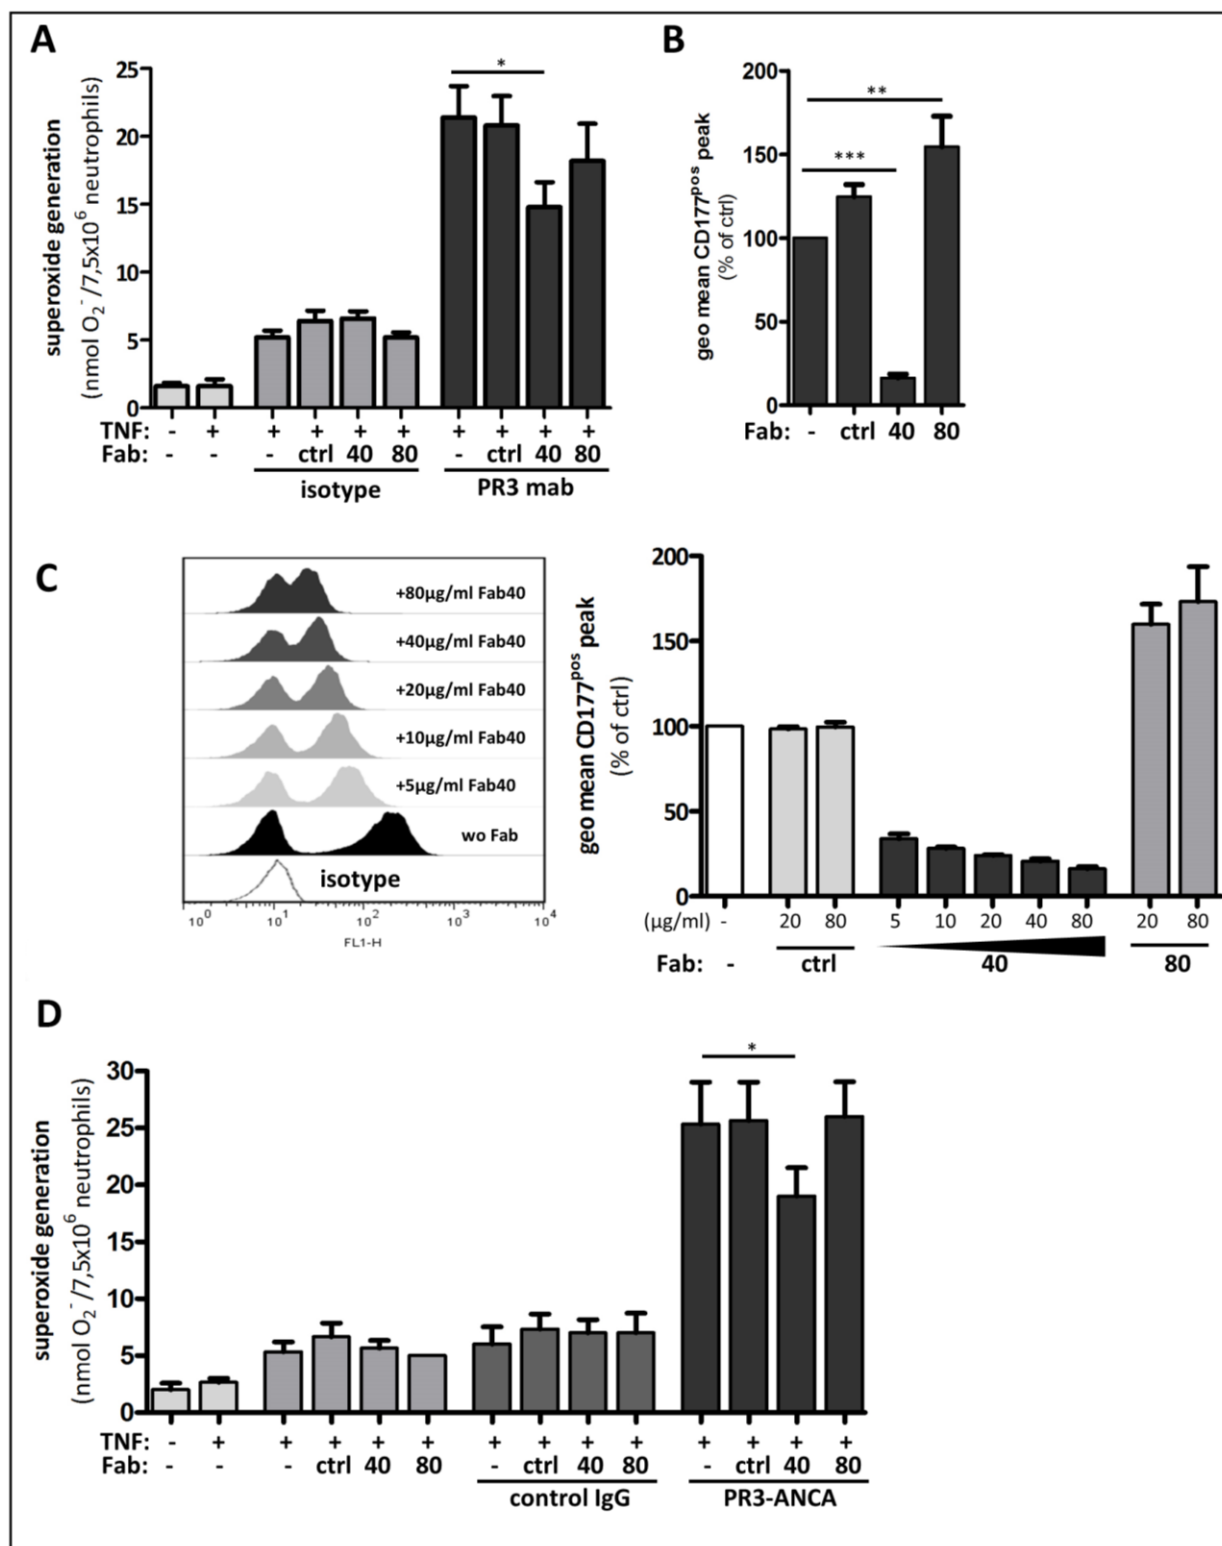 A
superoxide generation
(nmol O2-/7,5x10^6 neutrophils)
25
20
15
10
5
0
*
TNF: - + + + + + + + + +
Fab: - - - ctrl 40 80 - ctrl 40 80
isotype PR3 mab
B
geo mean CD177^pos peak
(% of ctrl)
200
150
100
50
0
**
***
Fab: - ctrl 40 80
C
+80µg/ml Fab40
+40µg/ml Fab40
+20µg/ml Fab40
+10µg/ml Fab40
+5µg/ml Fab40
wo Fab
isotype
10^0 10^1 10^2 10^3 10^4
FL1-H
geo mean CD177^pos peak
(% of ctrl)
200
150
100
50
0
(µg/ml) - 20 80 5 10 20 40 80 20 80
Fab: - ctrl 40 80
D
superoxide generation
(nmol O2-/7,5x10^6 neutrophils)
30
25
20
15
10
5
0
*
TNF: - + + + + + + + + + + + + +
Fab: - - - ctrl 40 80 - ctrl 40 80 - ctrl 40 80
control IgG PR3-ANCA